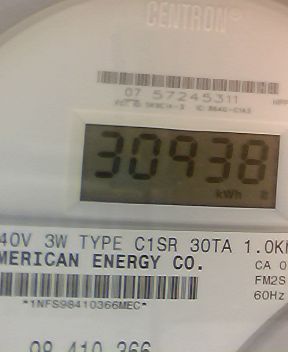 CENTRON®
07 57245311
30938
kWh
240V 3W TYPE C1SR 30TA 1.0K
MERICAN ENERGY CO.
CA 0
FM2S
60Hz
*1NFS98410366MEC*
98 410 366